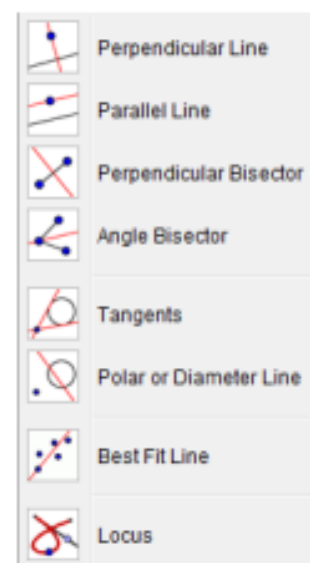 Perpendicular Line
Parallel Line
Perpendicular Bisector
Angle Bisector
Tangents
Polar or Diameter Line
Best Fit Line
Locus